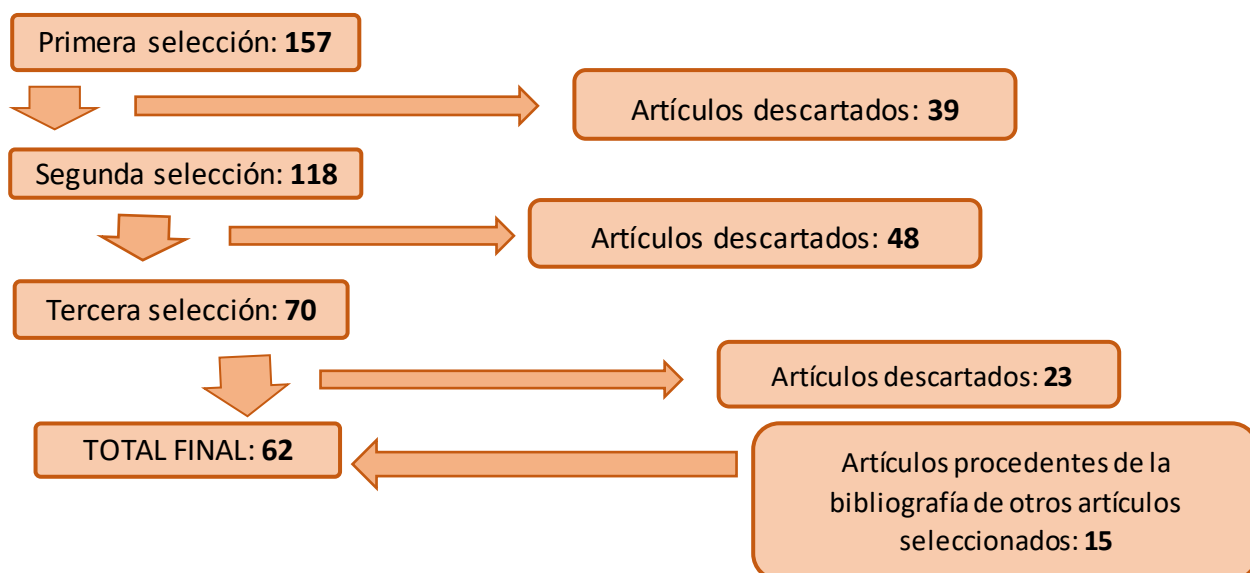 Primera selección: 157
Artículos descartados: 39
Segunda selección: 118
Artículos descartados: 48
Tercera selección: 70
Artículos descartados: 23
TOTAL FINAL: 62
Artículos procedentes de la
bibliografía de otros artículos
seleccionados: 15